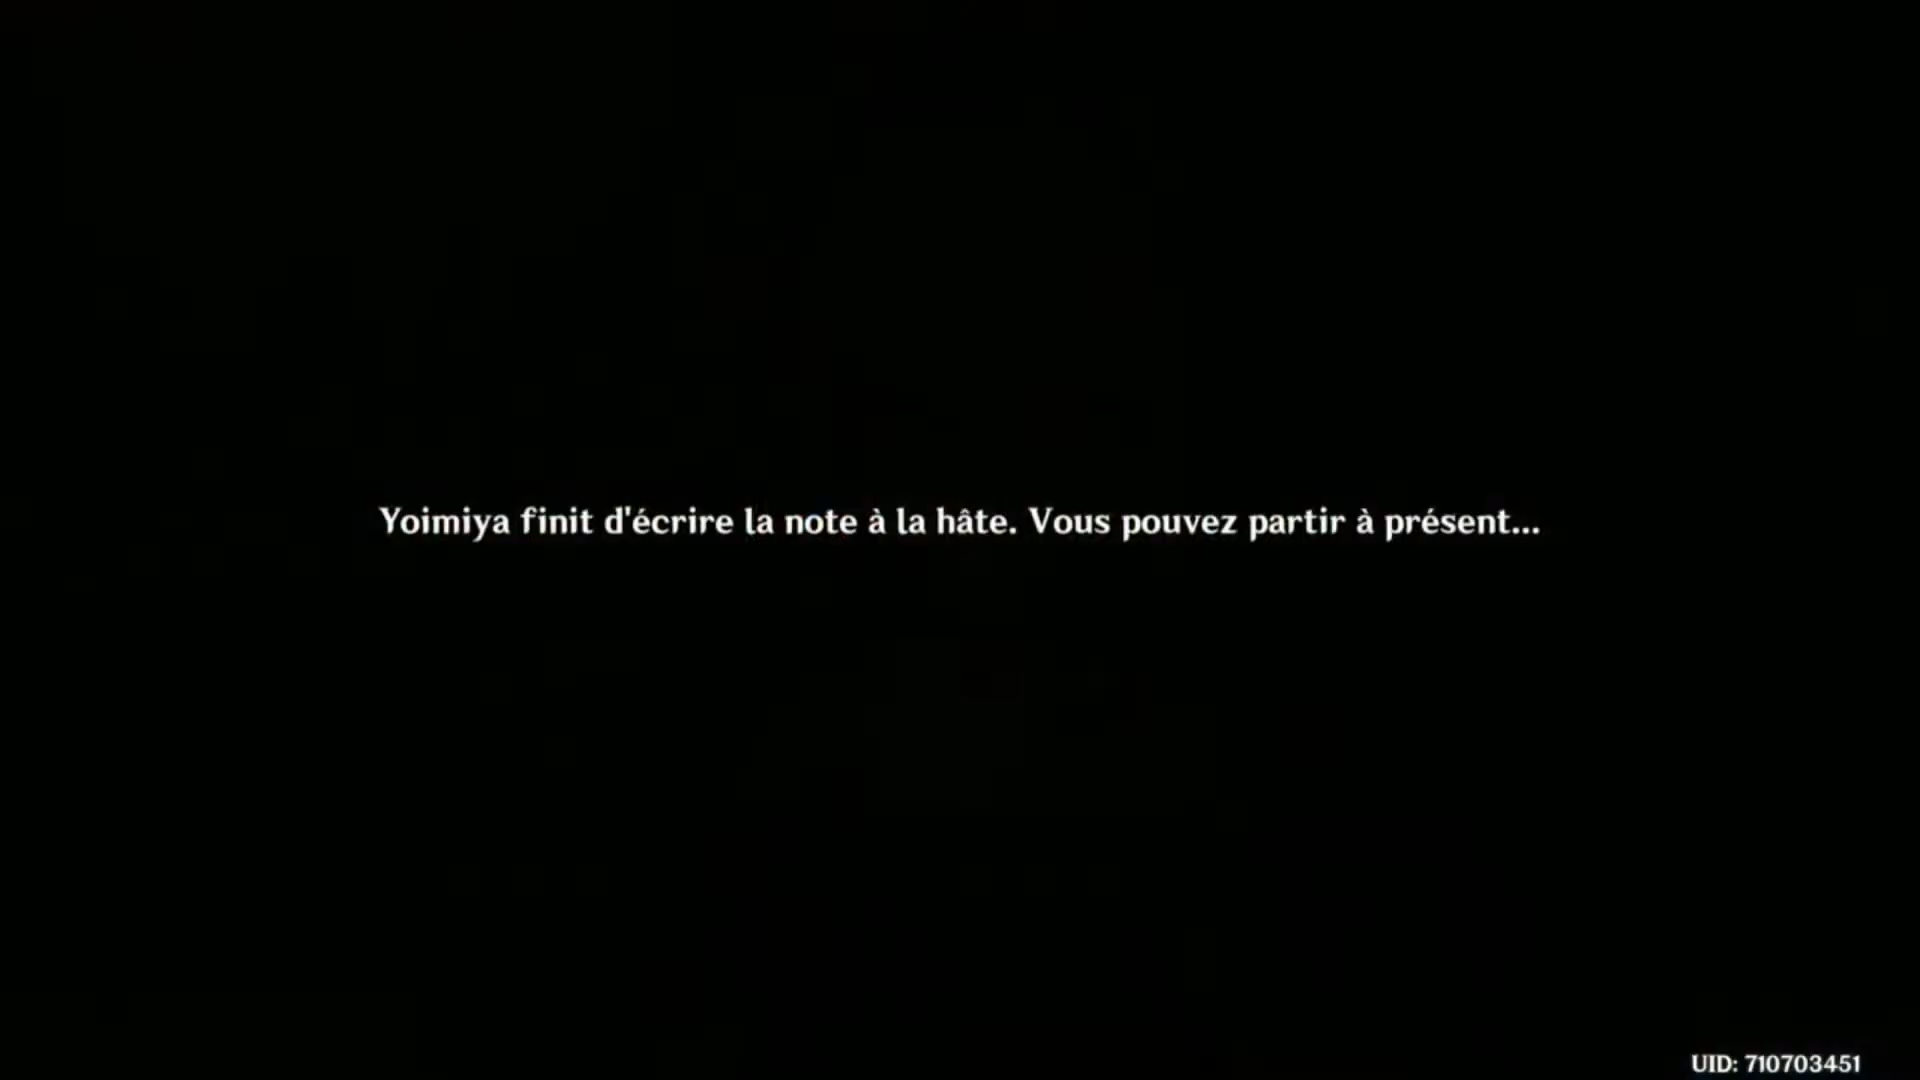 Yoimiya finit d'écrire la note à la hâte. Vous pouvez partir à présent...
UID: 710703451